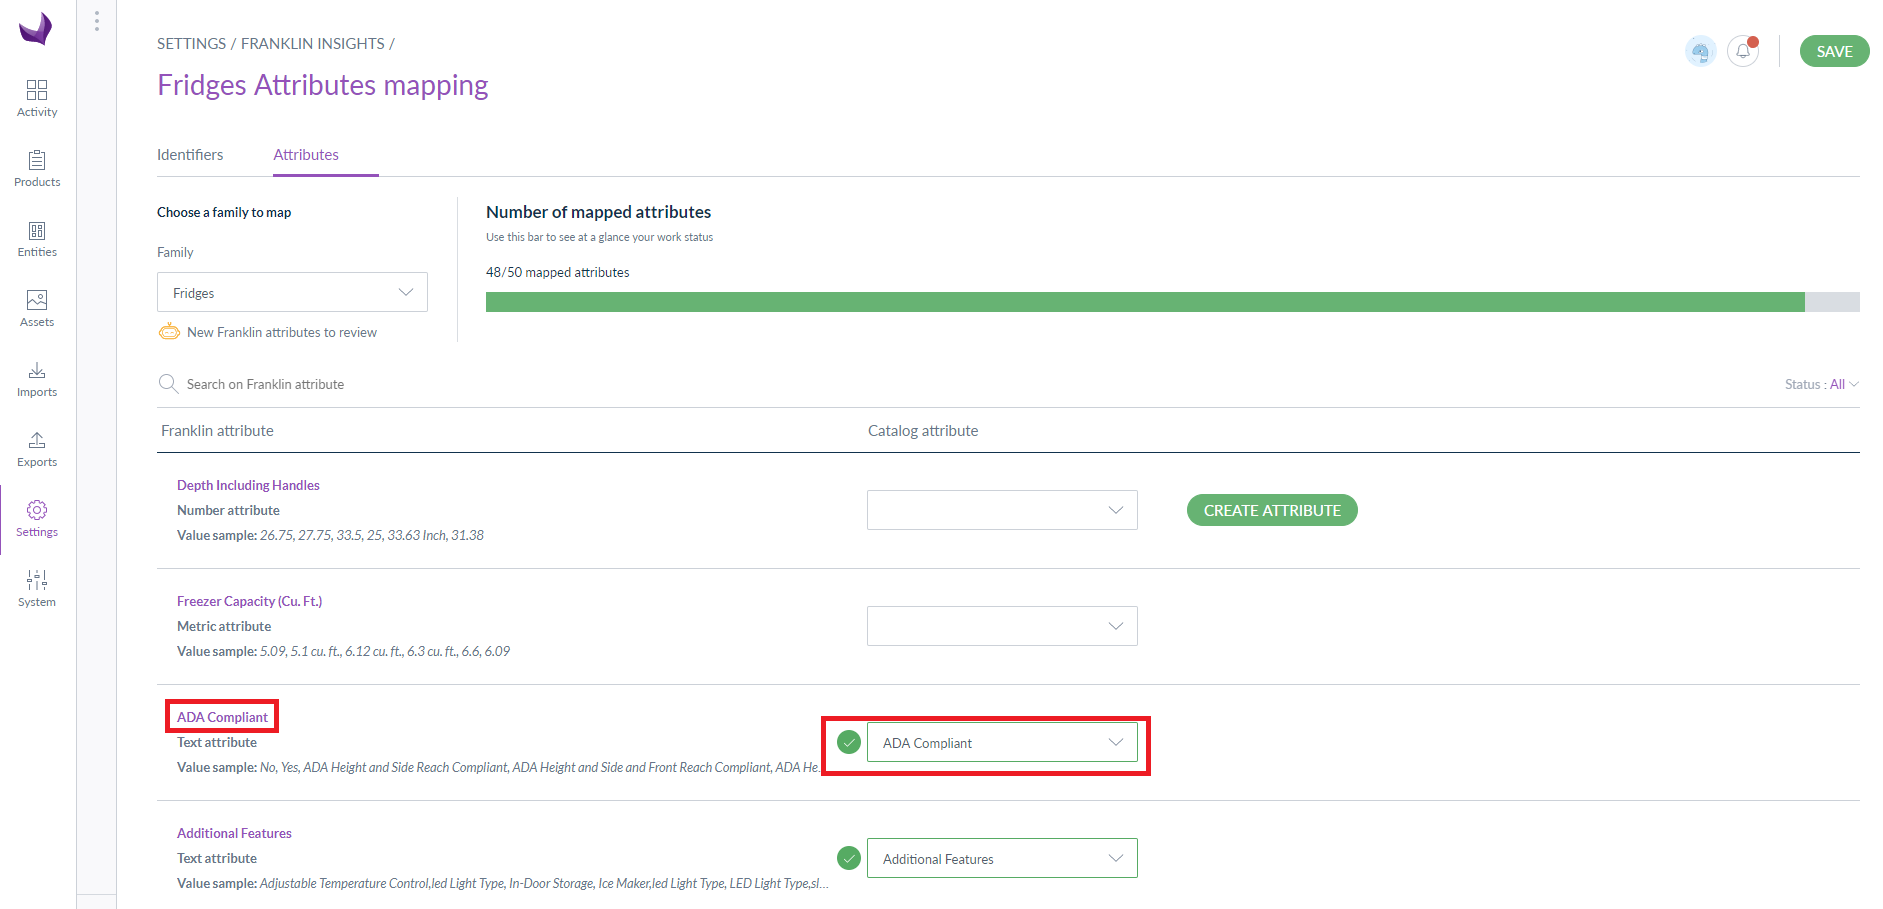 SETTINGS / FRANKLIN INSIGHTS /
SAVE
Fridges Attributes mapping
Activity
Products
Entities
Assets
Imports
Exports
Settings
System
Identifiers
Attributes
Choose a family to map
Family
Fridges
New Franklin attributes to review
Number of mapped attributes
Use this bar to see at a glance your work status
48/50 mapped attributes
Search on Franklin attribute
Status : All
Franklin attribute
Catalog attribute
Depth Including Handles
Number attribute
Value sample: 26.75, 27.75, 33.5, 25, 33.63 Inch, 31.38
CREATE ATTRIBUTE
Freezer Capacity (Cu. Ft.)
Metric attribute
Value sample: 5.09, 5.1 cu. ft., 6.12 cu. ft., 6.3 cu. ft., 6.6, 6.09
ADA Compliant
Text attribute
Value sample: No, Yes, ADA Height and Side Reach Compliant, ADA Height and Side and Front Reach Compliant, ADA He...
ADA Compliant
Additional Features
Text attribute
Value sample: Adjustable Temperature Control,led Light Type, In-Door Storage, Ice Maker,led Light Type, LED Light Type,sl...
Additional Features